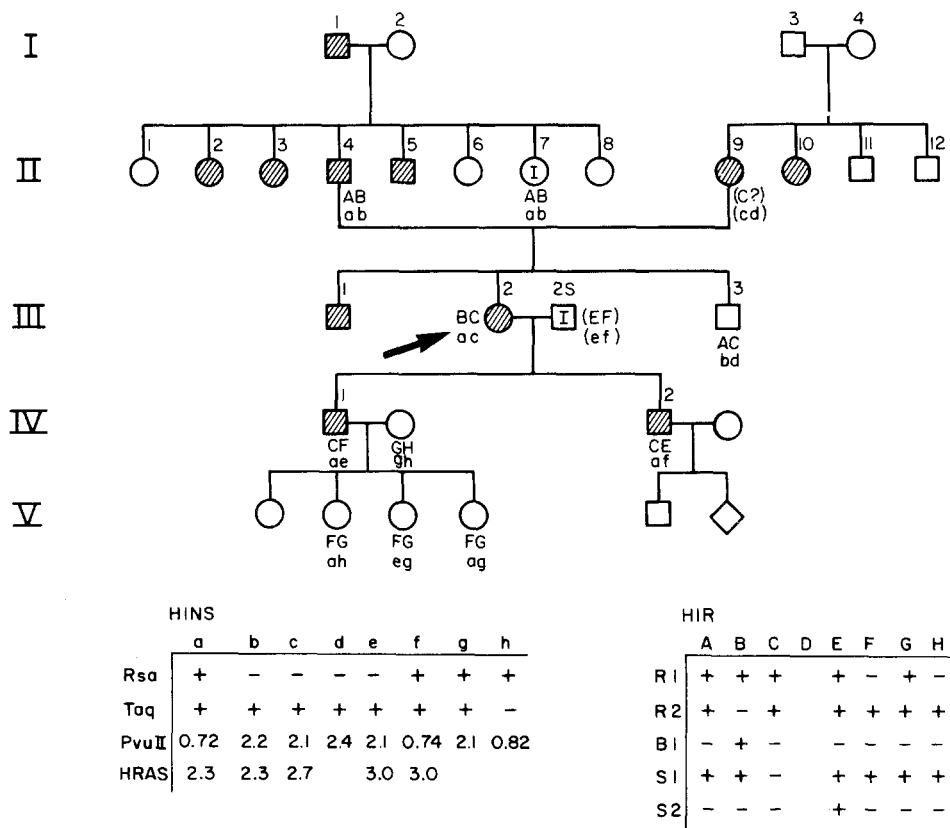 I 1 2 3 4
II 1 2 3 4 5 6 7 8 9 10 11 12
I
AB AB (C?)
ab ab (cd)
III 1 2 2S 3
BC I (EF) AC
ac (ef) bd
IV 1 2
CF GH CE
ae gh af
V
FG FG FG
ah eg ag
HINS
a b c d e f g h
Rsa + - - - - + + +
Taq + + + + + + + -
PvuII 0.72 2.2 2.1 2.4 2.1 0.74 2.1 0.82
HRAS 2.3 2.3 2.7 3.0 3.0
HIR
A B C D E F G H
R1 + + + + - + -
R2 + - + + + + +
B1 - + - - - - -
S1 + + - + + + +
S2 - - - + - - -